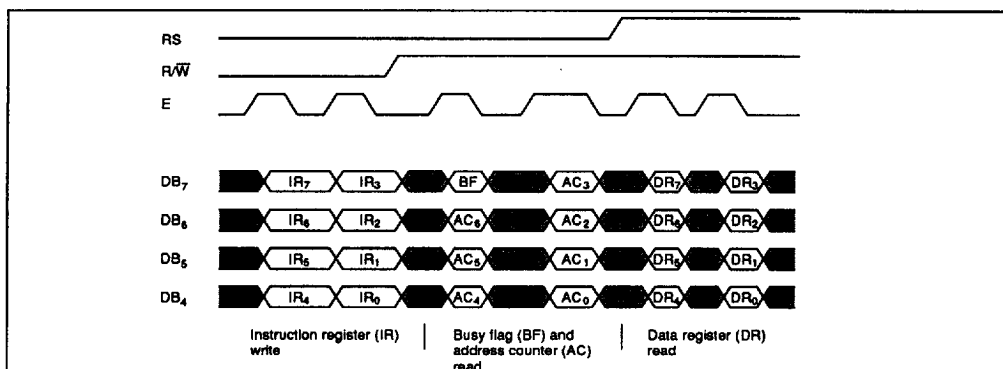 RS
R/W̅
E
DB₇ IR₇ IR₃ BF AC₃ DR₇ DR₃
DB₆ IR₆ IR₂ AC₆ AC₂ DR₆ DR₂
DB₅ IR₅ IR₁ AC₅ AC₁ DR₅ DR₁
DB₄ IR₄ IR₀ AC₄ AC₀ DR₄ DR₀
Instruction register (IR) write
Busy flag (BF) and address counter (AC) read
Data register (DR) read